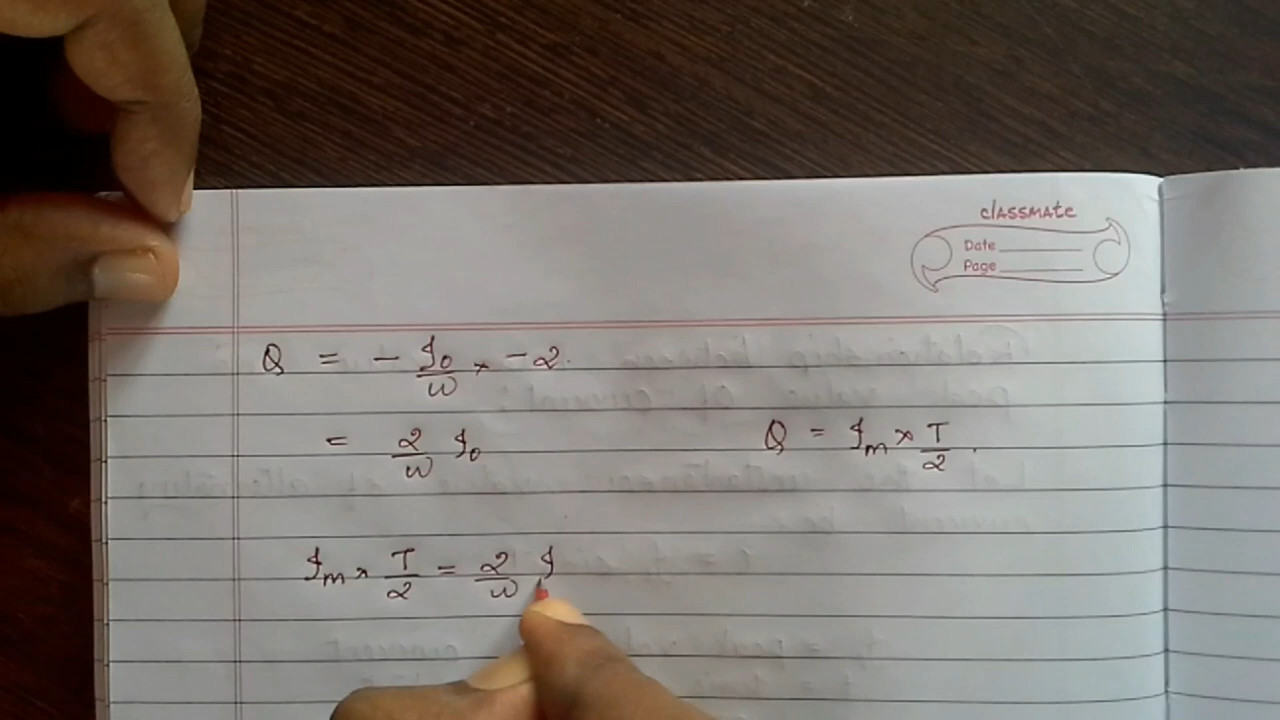 classmate
Date
Page
Q = - I₀/ω × -2.
= 2/ω I₀
Q = Iₘ × T/2.
Iₘ × T/2 = 2/ω I